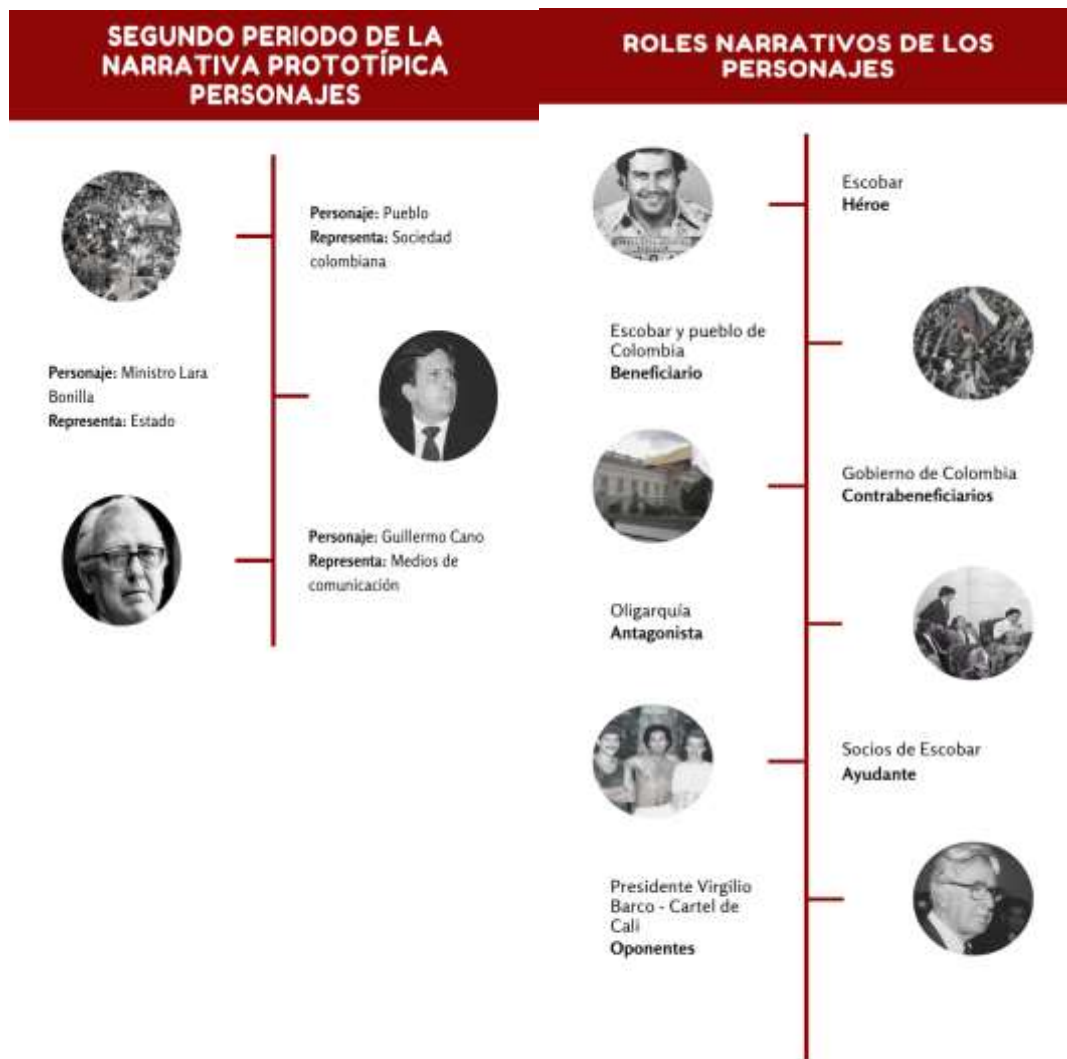 SEGUNDO PERIODO DE LA
NARRATIVA PROTOTÍPICA
PERSONAJES
Personaje: Pueblo
Representa: Sociedad
colombiana
Personaje: Ministro Lara
Bonilla
Representa: Estado
Personaje: Guillermo Cano
Representa: Medios de
comunicación
ROLES NARRATIVOS DE LOS
PERSONAJES
Escobar
Héroe
Escobar y pueblo de
Colombia
Beneficiario
Gobierno de Colombia
Contrabeneficiarios
Oligarquía
Antagonista
Socios de Escobar
Ayudante
Presidente Virgilio
Barco - Cartel de
Cali
Oponentes